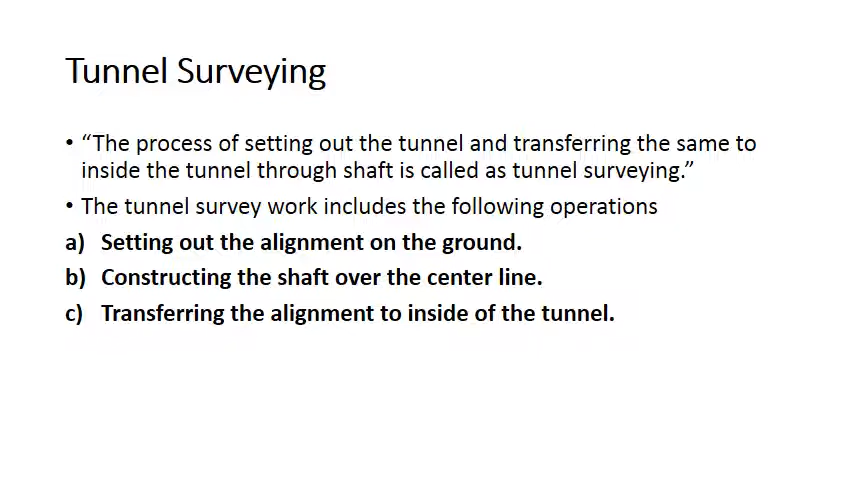 Tunnel Surveying
• “The process of setting out the tunnel and transferring the same to
inside the tunnel through shaft is called as tunnel surveying.”
• The tunnel survey work includes the following operations
a) Setting out the alignment on the ground.
b) Constructing the shaft over the center line.
c) Transferring the alignment to inside of the tunnel.